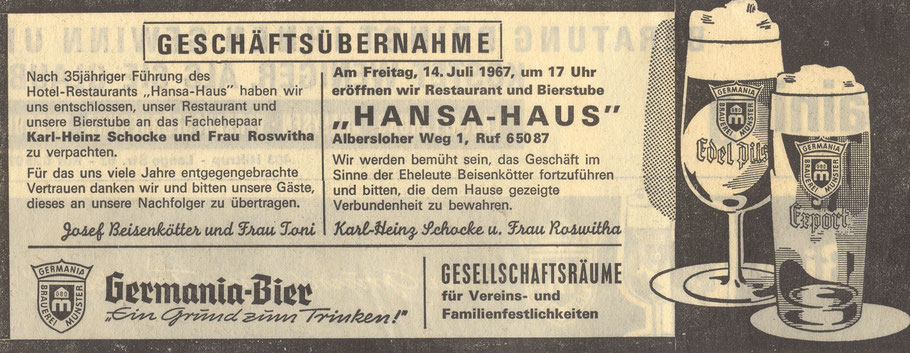 GESCHÄFTSÜBERNAHME
Nach 35jähriger Führung des
Hotel-Restaurants „Hansa-Haus" haben wir
uns entschlossen, unser Restaurant und
unsere Bierstube an das Fachehepaar
Karl-Heinz Schocke und Frau Roswitha
zu verpachten.
Für das uns viele Jahre entgegengebrachte
Vertrauen danken wir und bitten unsere Gäste,
dieses an unsere Nachfolger zu übertragen.
Josef Beisenkötter und Frau Toni
Am Freitag, 14. Juli 1967, um 17 Uhr
eröffnen wir Restaurant und Bierstube
„HANSA-HAUS"
Albersloher Weg 1, Ruf 65087
Wir werden bemüht sein, das Geschäft im
Sinne der Eheleute Beisenkötter fortzuführen
und bitten, die dem Hause gezeigte
Verbundenheit zu bewahren.
Karl-Heinz Schocke u. Frau Roswitha
GERMANIA
BRAUEREI MÜNSTER
Germania-Bier
„Ein Grund zum Trinken!"
GESELLSCHAFTSRÄUME
für Vereins- und
Familienfestlichkeiten
GERMANIA
BRAUEREI MÜNSTER
Edel Pils
GERMANIA
BRAUEREI MÜNSTER
Export